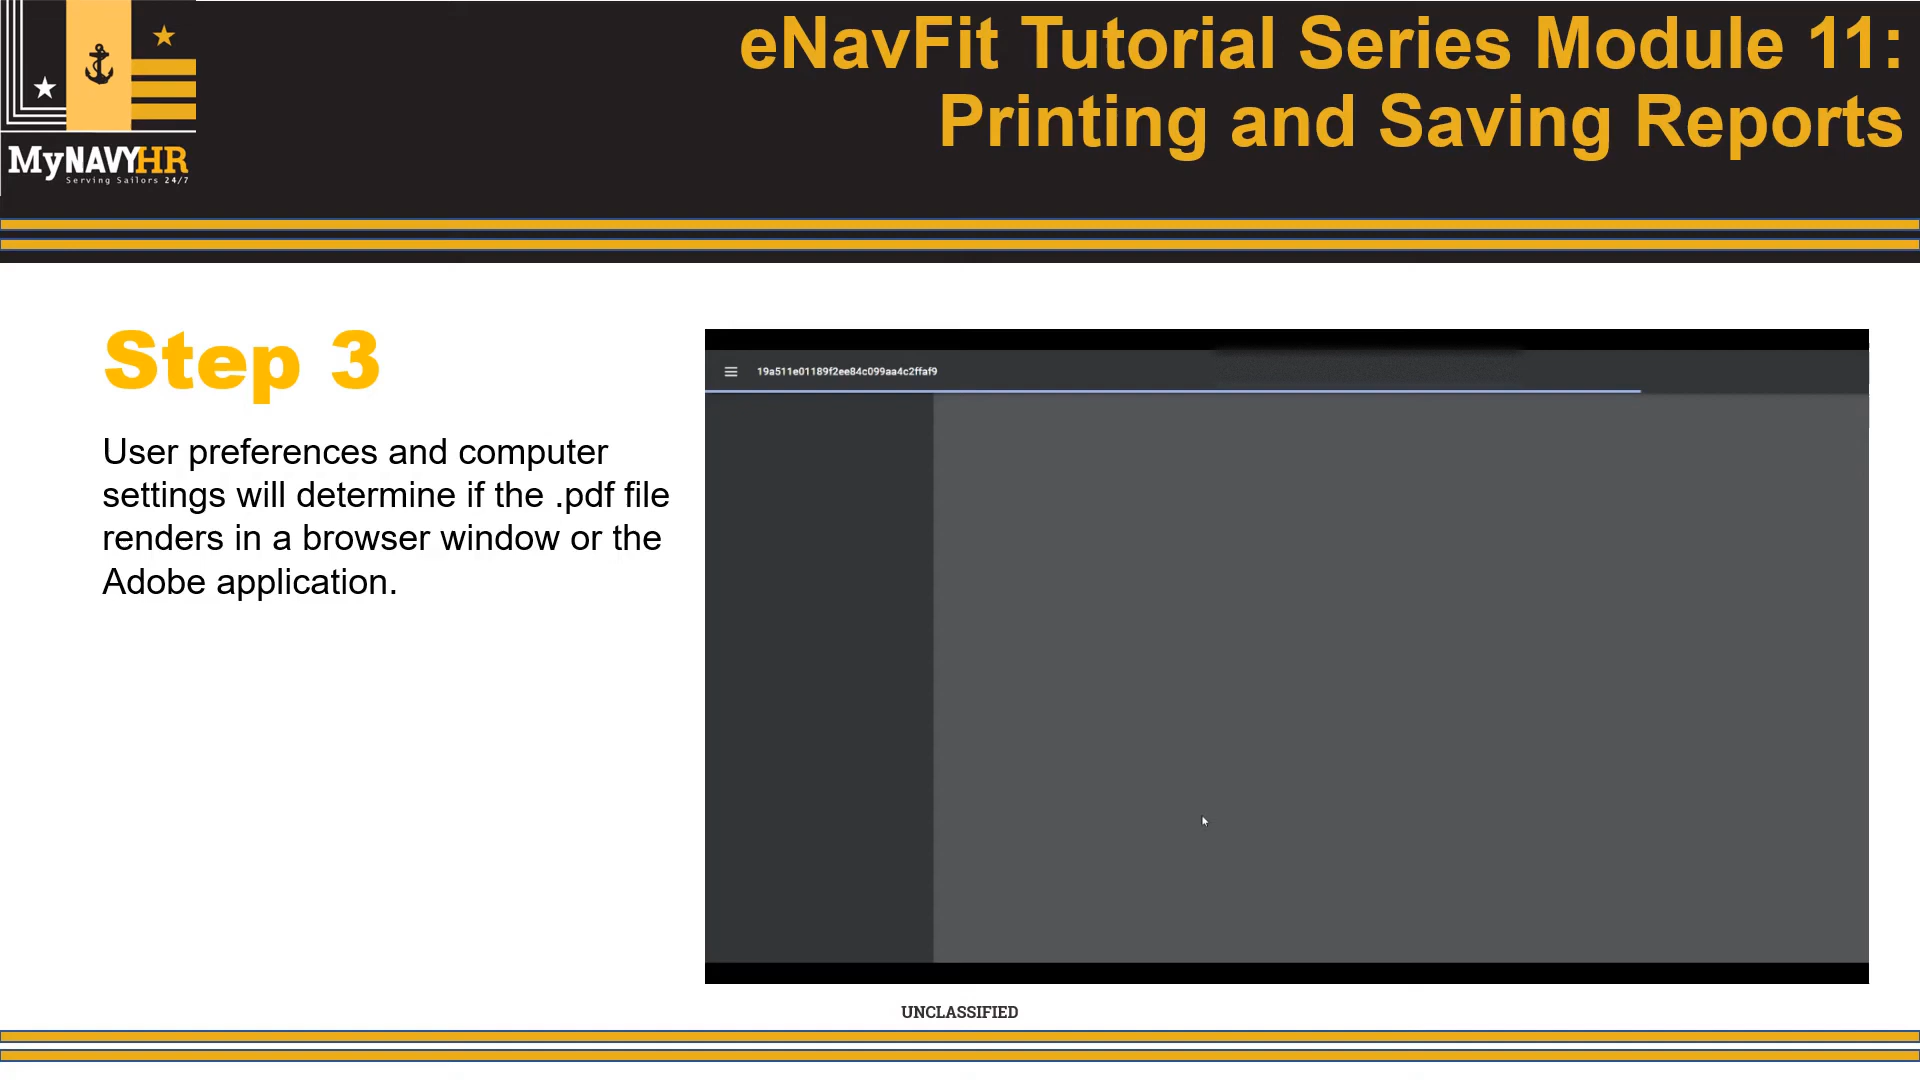 eNavFit Tutorial Series Module 11:
Printing and Saving Reports
MyNAVYHR
Serving Sailors 24/7
Step 3
User preferences and computer
settings will determine if the .pdf file
renders in a browser window or the
Adobe application.
19a511e01189f2ee84c099aa4c2ffaf9
UNCLASSIFIED